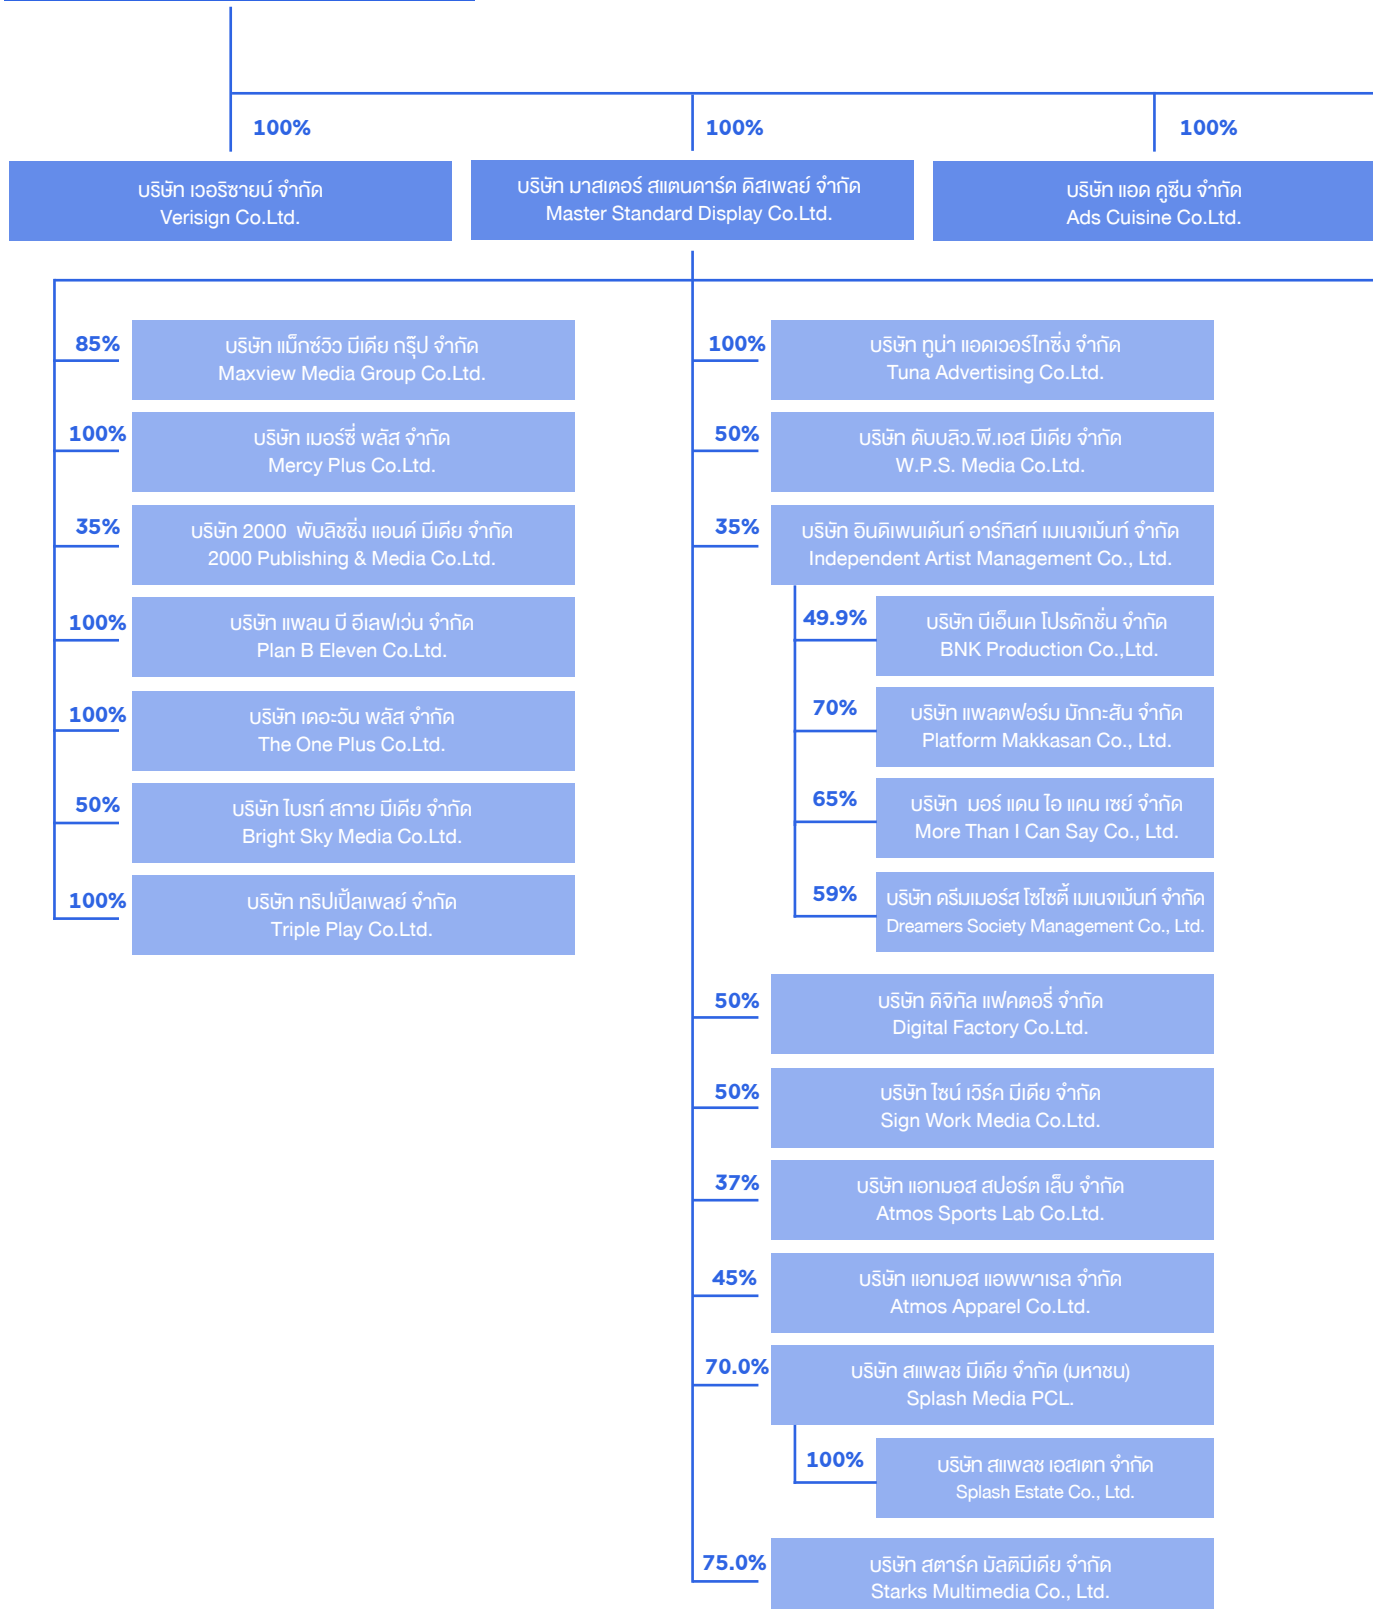 100%
บริษัท เวอริซายน์ จำกัด
Verisign Co.Ltd.
100%
บริษัท มาสเตอร์ สแตนดาร์ด ดิสเพลย์ จำกัด
Master Standard Display Co.Ltd.
100%
บริษัท แอด คูซีน จำกัด
Ads Cuisine Co.Ltd.
85%
บริษัท แม็กซ์วิว มีเดีย กรุ๊ป จำกัด
Maxview Media Group Co.Ltd.
100%
บริษัท เมอร์ซี่ พลัส จำกัด
Mercy Plus Co.Ltd.
35%
บริษัท 2000 พับลิชชิ่ง แอนด์ มีเดีย จำกัด
2000 Publishing & Media Co.Ltd.
100%
บริษัท แพลน บี อีเลฟเว่น จำกัด
Plan B Eleven Co.Ltd.
100%
บริษัท เดอะวัน พลัส จำกัด
The One Plus Co.Ltd.
50%
บริษัท ไบรท์ สกาย มีเดีย จำกัด
Bright Sky Media Co.Ltd.
100%
บริษัท ทริปเปิ้ลเพลย์ จำกัด
Triple Play Co.Ltd.
100%
บริษัท ทูน่า แอดเวอร์ไทซิ่ง จำกัด
Tuna Advertising Co.Ltd.
50%
บริษัท ดับบลิว.พี.เอส มีเดีย จำกัด
W.P.S. Media Co.Ltd.
35%
บริษัท อินดิเพนเด้นท์ อาร์ทิสท์ เมเนจเม้นท์ จำกัด
Independent Artist Management Co., Ltd.
49.9%
บริษัท บีเอ็นเค โปรดักชั่น จำกัด
BNK Production Co.,Ltd.
70%
บริษัท แพลตฟอร์ม มักกะสัน จำกัด
Platform Makkasan Co., Ltd.
65%
บริษัท มอร์ แดน ไอ แคน เซย์ จำกัด
More Than I Can Say Co., Ltd.
59%
บริษัท ดรีมเมอร์ส โซไซตี้ เมเนจเม้นท์ จำกัด
Dreamers Society Management Co., Ltd.
50%
บริษัท ดิจิทัล แฟคตอรี่ จำกัด
Digital Factory Co.Ltd.
50%
บริษัท ไซน์ เวิร์ค มีเดีย จำกัด
Sign Work Media Co.Ltd.
37%
บริษัท แอทมอส สปอร์ต เล็บ จำกัด
Atmos Sports Lab Co.Ltd.
45%
บริษัท แอทมอส แอพพาเรล จำกัด
Atmos Apparel Co.Ltd.
70.0%
บริษัท สแพลช มีเดีย จำกัด (มหาชน)
Splash Media PCL.
100%
บริษัท สแพลช เอสเตท จำกัด
Splash Estate Co., Ltd.
75.0%
บริษัท สตาร์ค มัลติมีเดีย จำกัด
Starks Multimedia Co., Ltd.